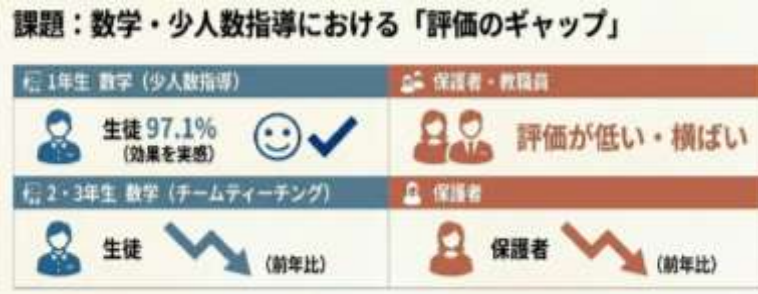 課題：数学・少人数指導における「評価のギャップ」
1年生 数学（少人数指導）
保護者・教職員
生徒 97.1%
（効果を実感）
評価が低い・横ばい
2・3年生 数学（チームティーチング）
保護者
生徒
（前年比）
保護者
（前年比）